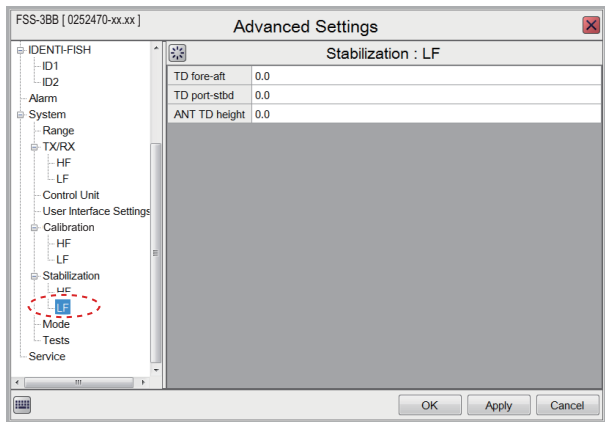 FSS-3BB [ 0252470-xx.xx ]
Advanced Settings
IDENTI-FISH
ID1
ID2
Alarm
System
Range
TX/RX
HF
LF
Control Unit
User Interface Settings
Calibration
HF
LF
Stabilization
HF
LF
Mode
Tests
Service
Stabilization : LF
TD fore-aft 0.0
TD port-stbd 0.0
ANT TD height 0.0
OK Apply Cancel